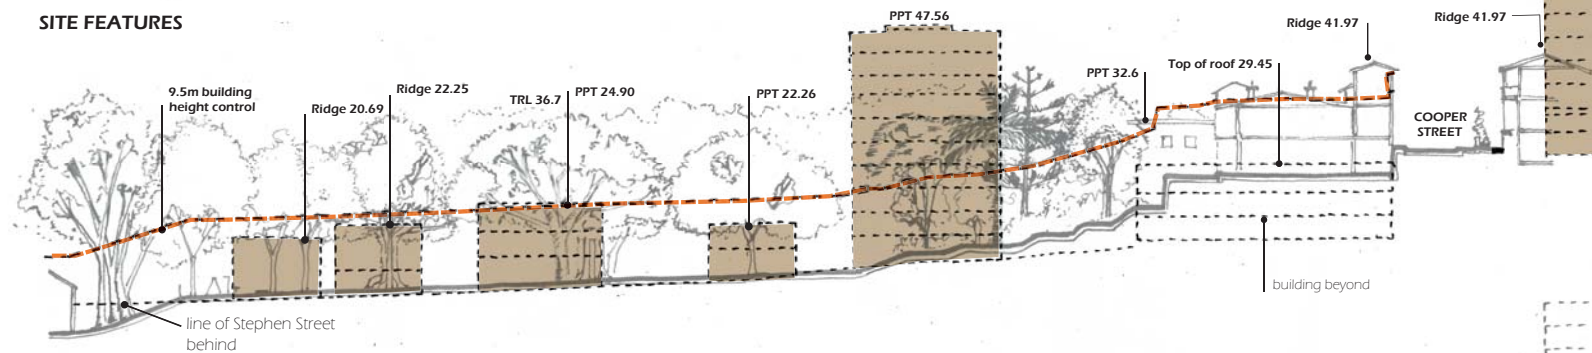 SITE FEATURES
9.5m building
height control
Ridge 20.69
Ridge 22.25
TRL 36.7
PPT 24.90
PPT 22.26
PPT 47.56
PPT 32.6
Top of roof 29.45
Ridge 41.97
Ridge 41.97
COOPER
STREET
building beyond
line of Stephen Street
behind